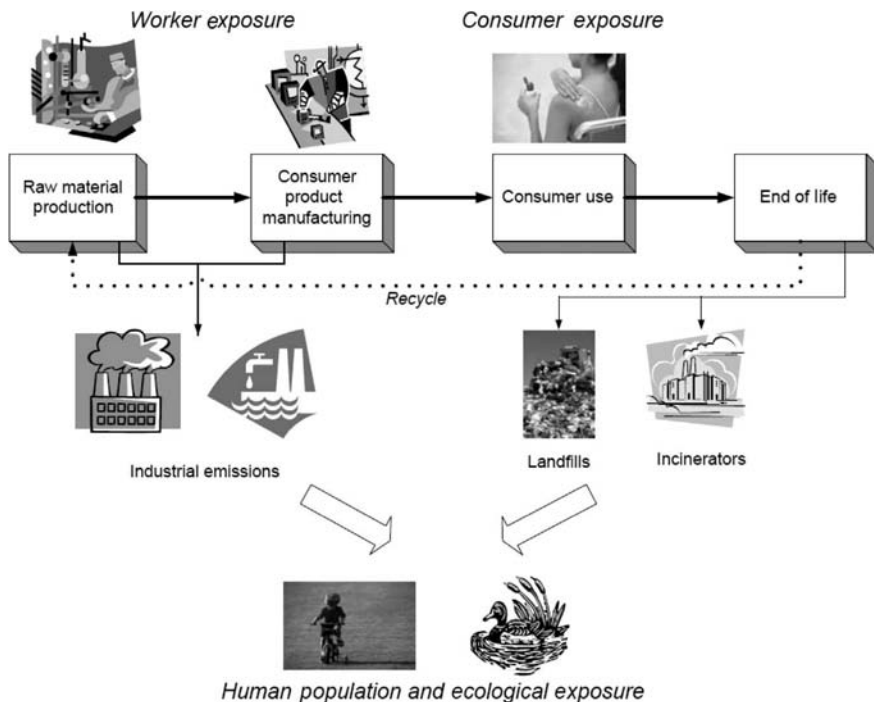 Worker exposure
Consumer exposure
Raw material
production
Consumer
product
manufacturing
Consumer use
End of life
Recycle
Industrial emissions
Landfills
Incinerators
Human population and ecological exposure